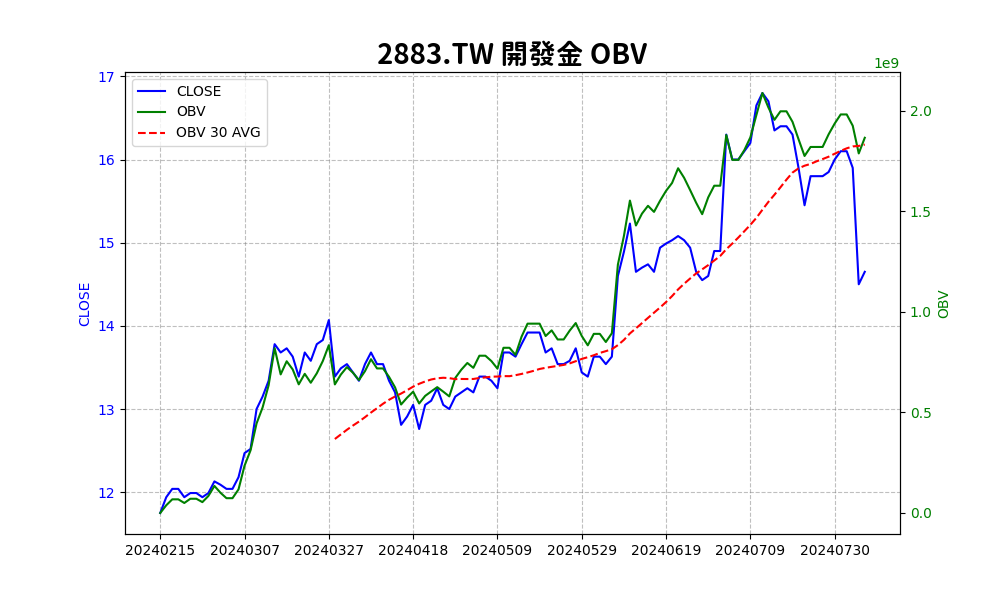 2883.TW 開發金 OBV
1e9
CLOSE
OBV
OBV 30 AVG
17
16
15
14
13
12
CLOSE
2.0
1.5
1.0
0.5
0.0
OBV
20240215 20240307 20240327 20240418 20240509 20240529 20240619 20240709 20240730